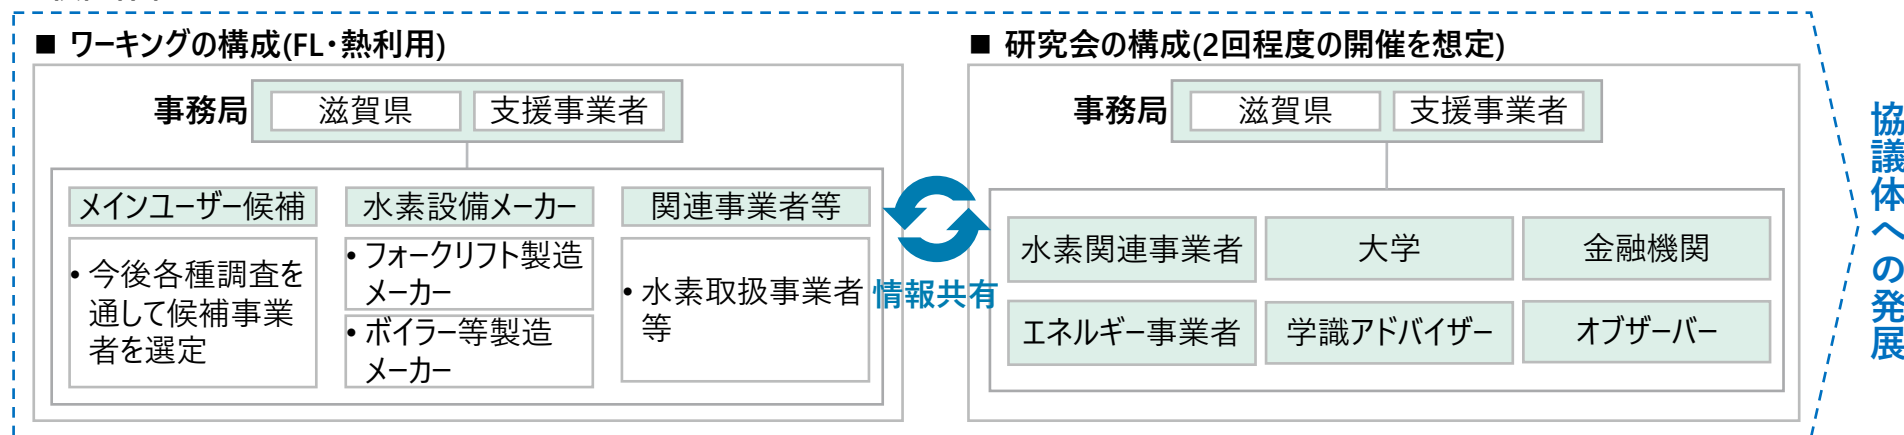 ■ ワーキングの構成(FL・熱利用)
事務局
滋賀県
支援事業者
メインユーザー候補
• 今後各種調査を
通して候補事業
者を選定
水素設備メーカー
• フォークリフト製造
メーカー
• ボイラー等製造
メーカー
関連事業者等
• 水素取扱事業者
等
情報共有
■ 研究会の構成(2回程度の開催を想定)
事務局
滋賀県
支援事業者
水素関連事業者
大学
金融機関
エネルギー事業者
学識アドバイザー
オブザーバー
協議体への発展